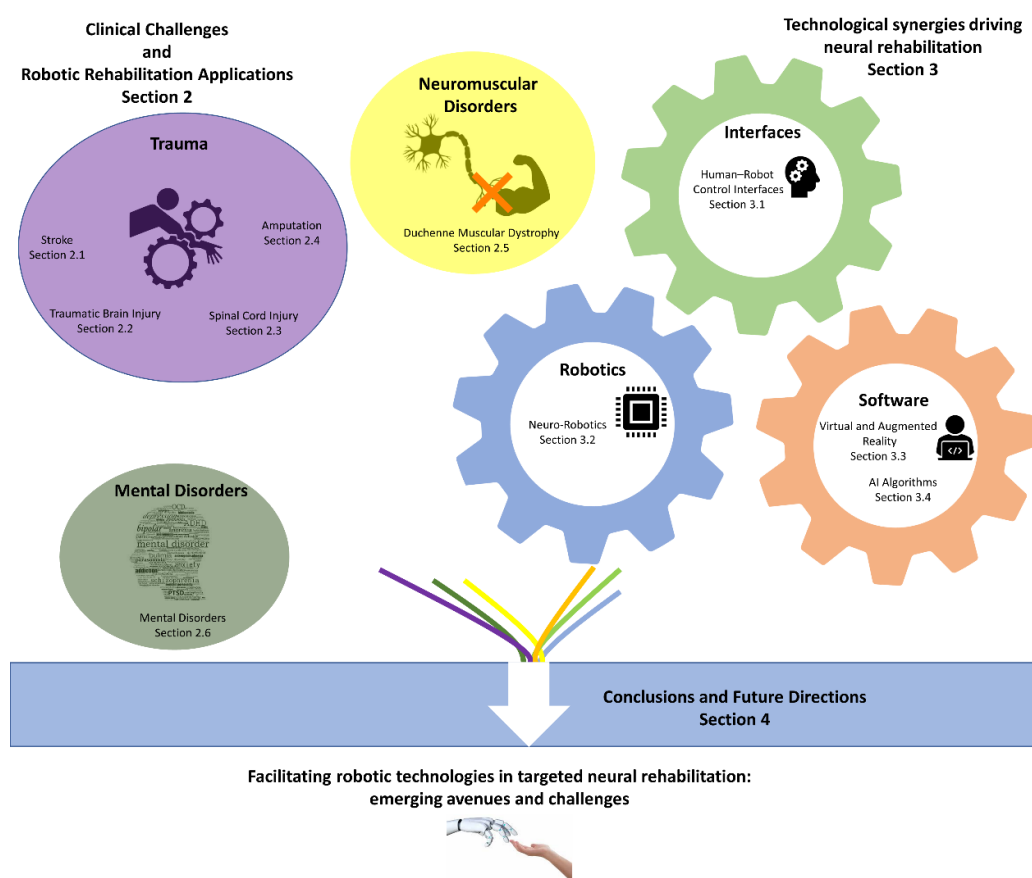 Clinical Challenges
and
Robotic Rehabilitation Applications
Section 2
Trauma
Stroke
Section 2.1
Amputation
Section 2.4
Traumatic Brain Injury
Section 2.2
Spinal Cord Injury
Section 2.3
Neuromuscular
Disorders
Duchenne Muscular Dystrophy
Section 2.5
Technological synergies driving
neural rehabilitation
Section 3
Interfaces
Human–Robot
Control Interfaces
Section 3.1
Robotics
Neuro-Robotics
Section 3.2
Software
Virtual and Augmented
Reality
Section 3.3
AI Algorithms
Section 3.4
</>
Mental Disorders
OCD
bipolar
ADHD
mental disorder
anxiety
PTSD
Mental Disorders
Section 2.6
Conclusions and Future Directions
Section 4
Facilitating robotic technologies in targeted neural rehabilitation:
emerging avenues and challenges